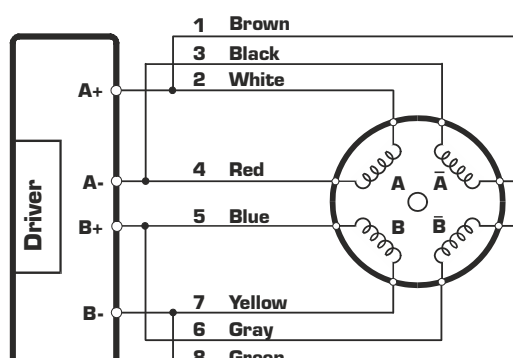 1 Brown
3 Black
2 White
A+
4 Red
A-
A Ā
Driver
5 Blue
B+
B B̄
7 Yellow
B-
6 Gray
8 Green